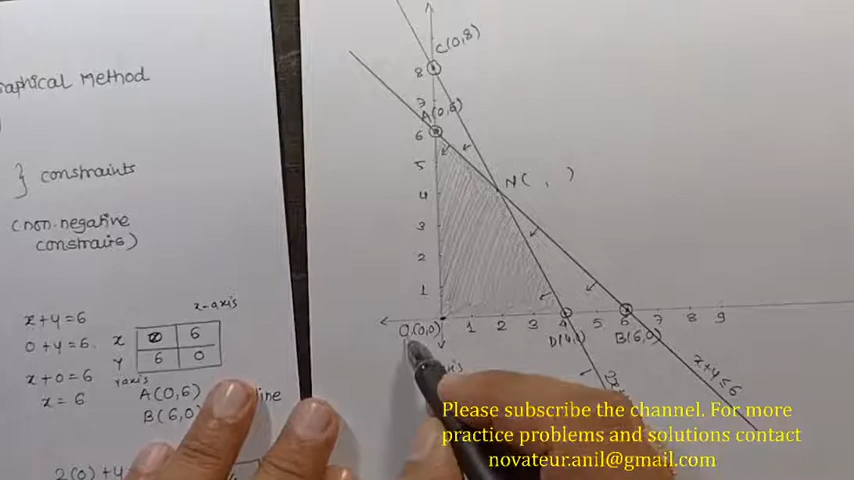 Method
constraints
(non-negative
constraints)
x+y=6
0+y=6.
x+0=6
x=6
x-axis
x 0 6
y 6 0
y axis
A(0,6)
B(6,0)
line
C(0,8)
8
7
A(0,6)
6
5
4
3
2
1
N( , )
O(0,0)
1 2 3 4 5 6 7 8 9
B(6,0)
x+y≤6
Please subscribe the channel. For more
practice problems and solutions contact
novateur.anil@gmail.com